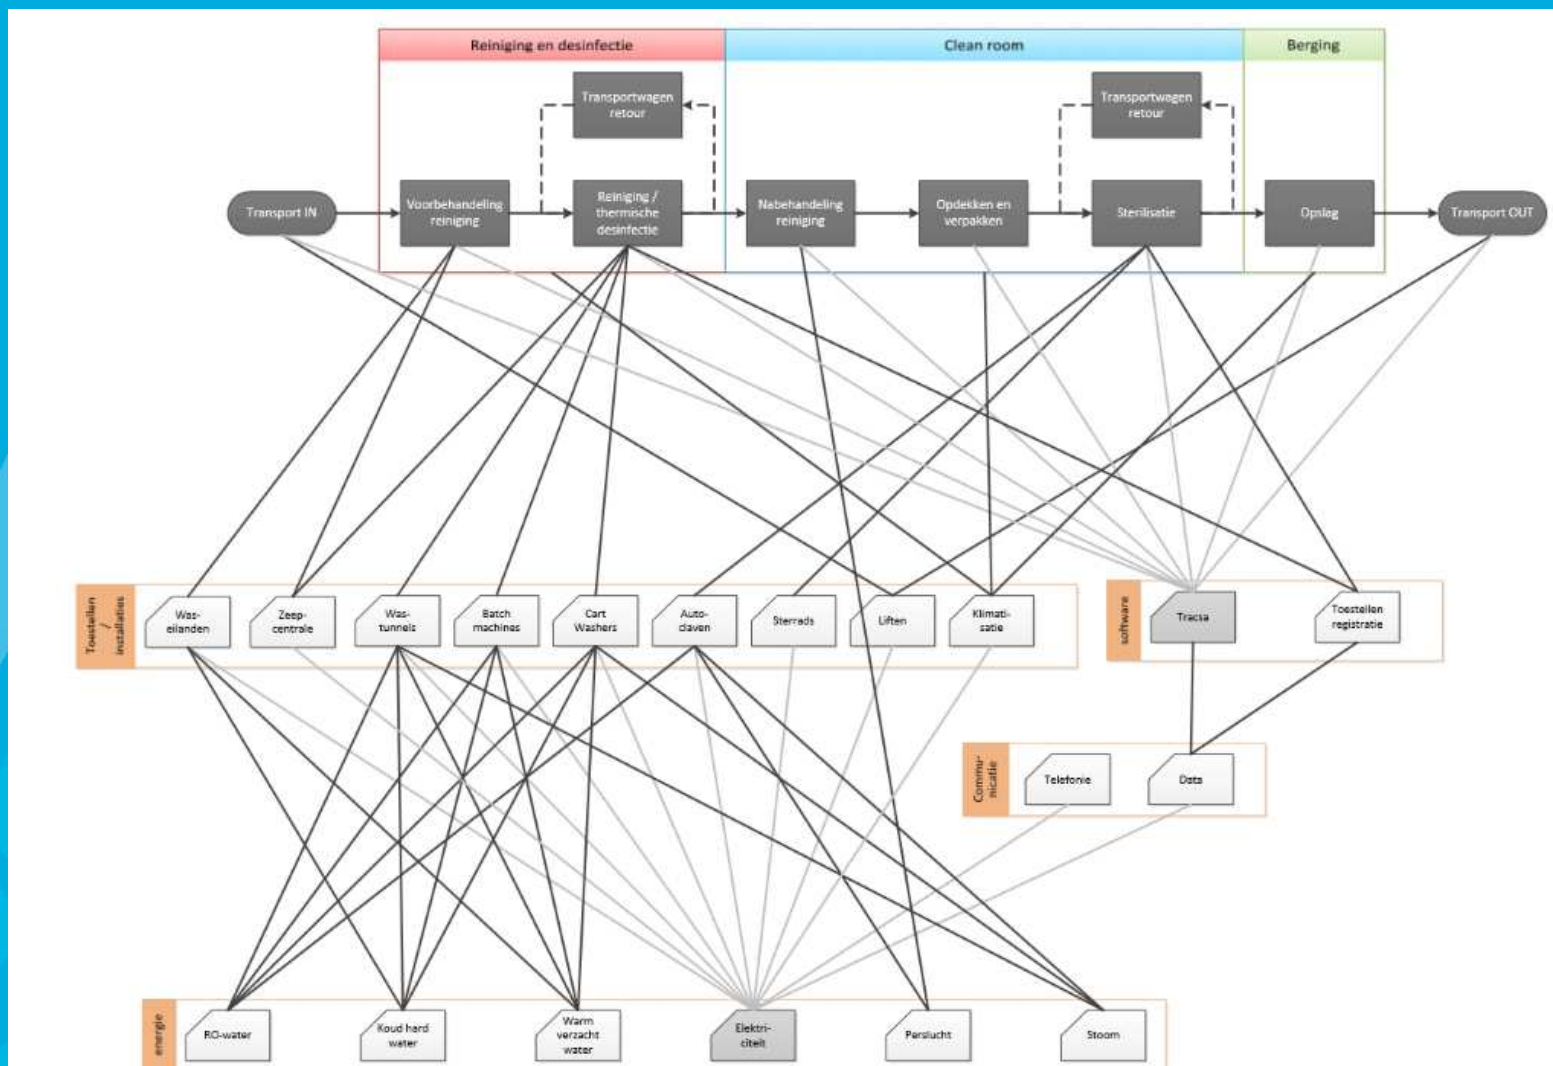 Reiniging en desinfectie
Clean room
Berging
Transportwagen
retour
Transportwagen
retour
Transport IN
Voorbehandeling
reiniging
Reiniging /
thermische
desinfectie
Nabehandeling
reiniging
Opdekken en
verpakken
Sterilisatie
Opslag
Transport OUT
Toestellen
/
installaties
Was-
eilanden
Zeep-
centrale
Was-
tunnels
Batch
machines
Cart
Washers
Auto-
claven
Sterrads
Liften
Klimati-
satie
software
Tracsa
Toestellen
registratie
Commu-
nicatie
Telefonie
Data
energie
RO-water
Koud hard
water
Warm
verzacht
water
Elektri-
citeit
Perslucht
Stoom